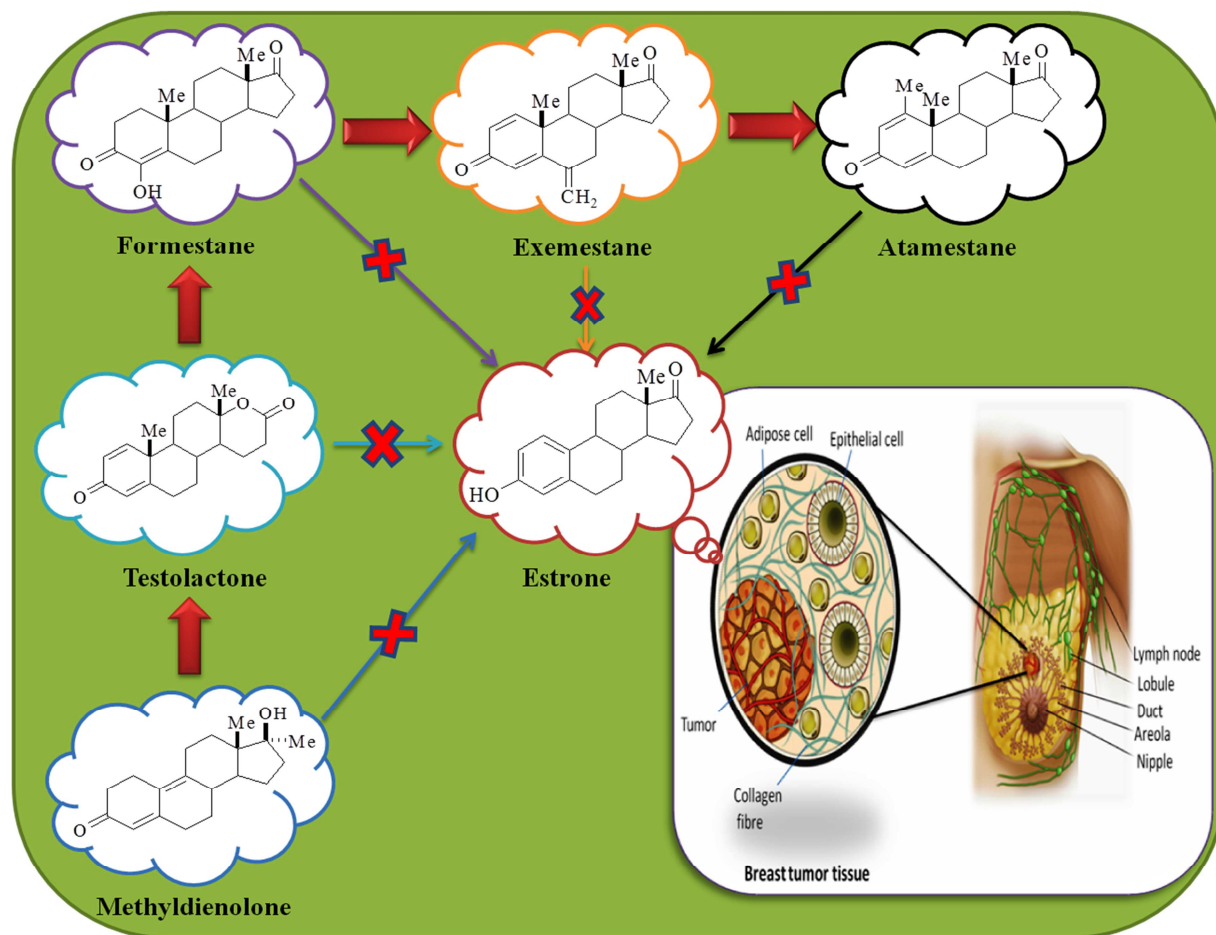 Me
O
Me
O
OH
Formestane
Me
O
Me
O
CH2
Exemestane
Me
O
Me
Me
O
Atamestane
Me
O
O
Me
O
Testolactone
Me
O
HO
Estrone
OH
Me
Me
O
Methyldienolone
Adipose cell
Epithelial cell
Tumor
Collagen
fibre
Breast tumor tissue
Lymph node
Lobule
Duct
Areola
Nipple